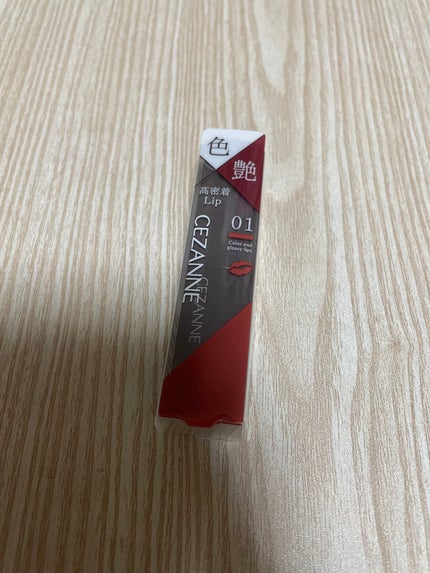 色
艶
高密着
Lip
01
Color and
glossy lips
CEZANNE
CEZANNE